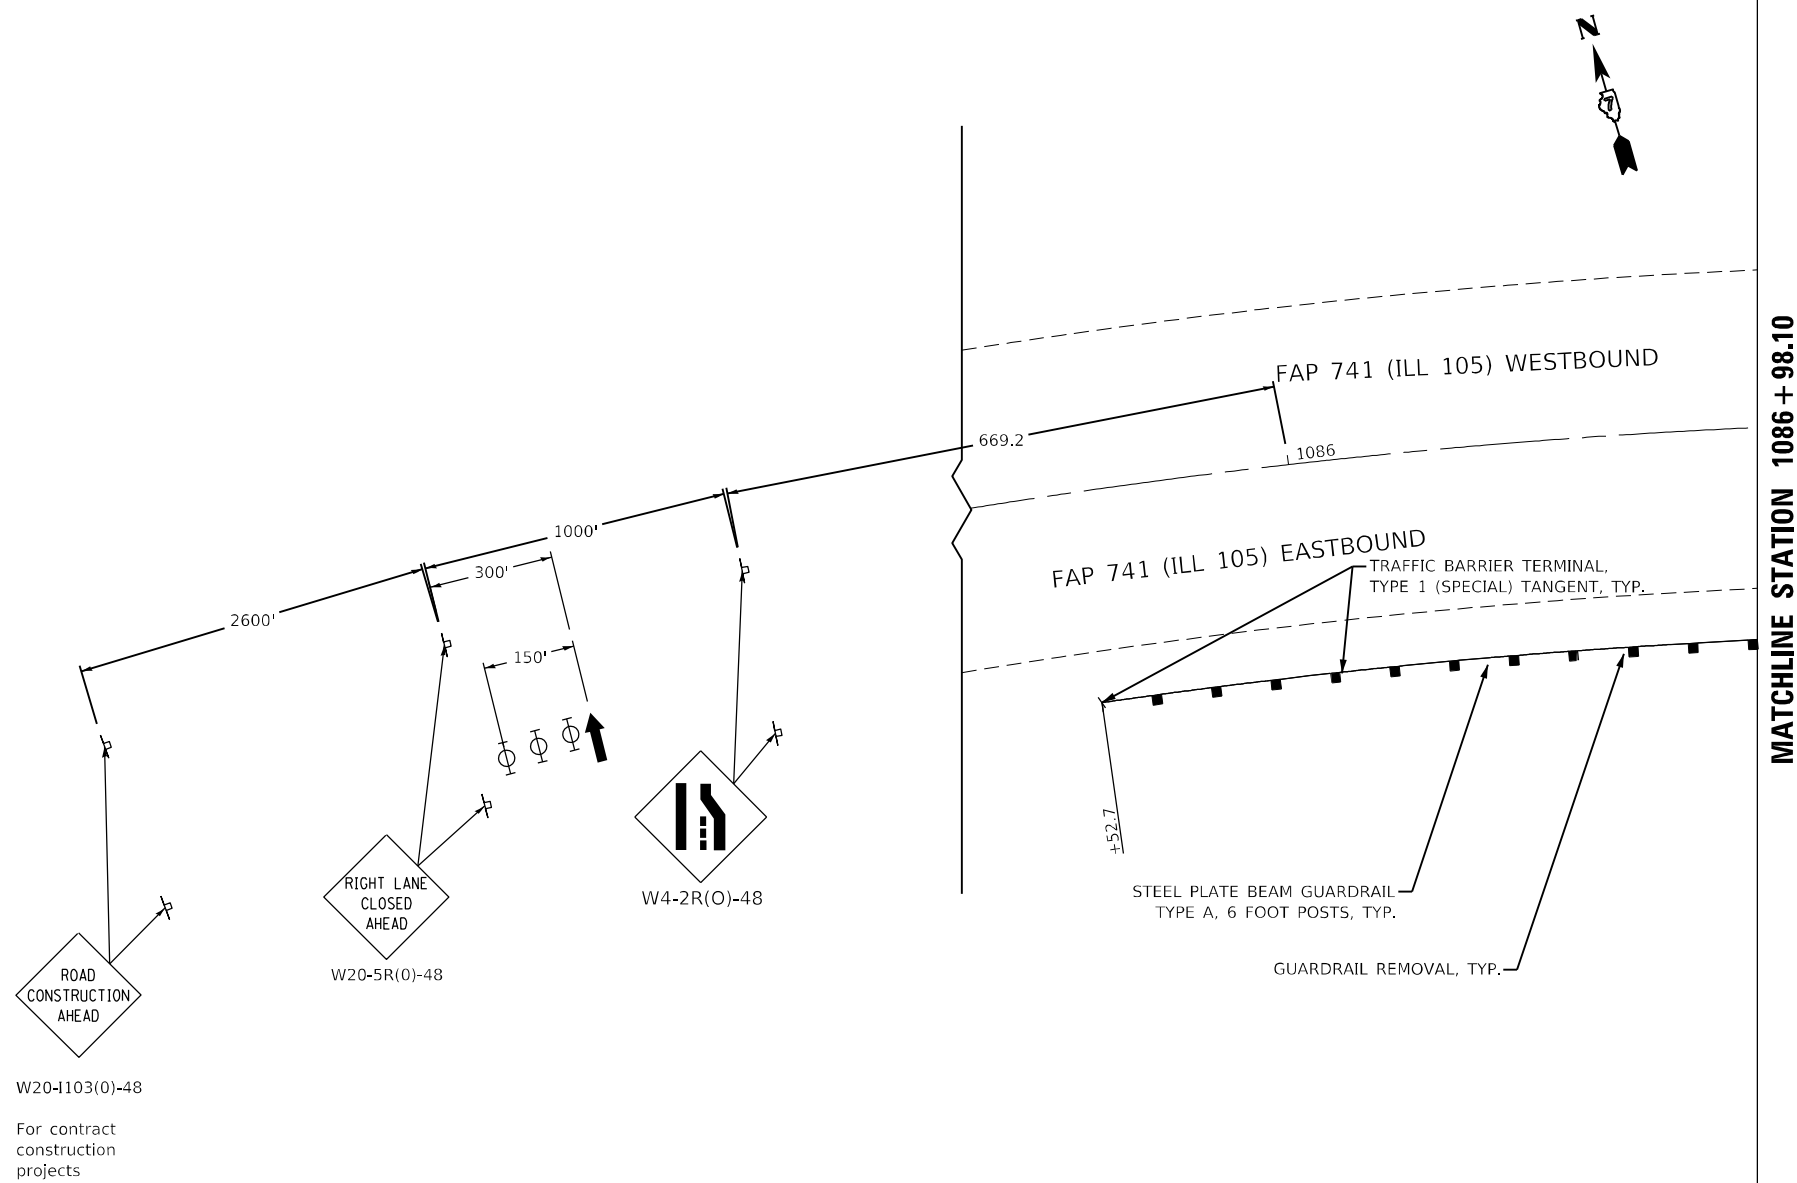 N
7
FAP 741 (ILL 105) WESTBOUND
669.2
1086
1000'
300'
2600'
150'
FAP 741 (ILL 105) EASTBOUND
TRAFFIC BARRIER TERMINAL,
TYPE 1 (SPECIAL) TANGENT, TYP.
MATCHLINE STATION 1086+98.10
+52.7
STEEL PLATE BEAM GUARDRAIL
TYPE A, 6 FOOT POSTS, TYP.
GUARDRAIL REMOVAL, TYP.
W4-2R(O)-48
RIGHT LANE
CLOSED
AHEAD
W20-5R(0)-48
ROAD
CONSTRUCTION
AHEAD
W20-I103(0)-48
For contract
construction
projects